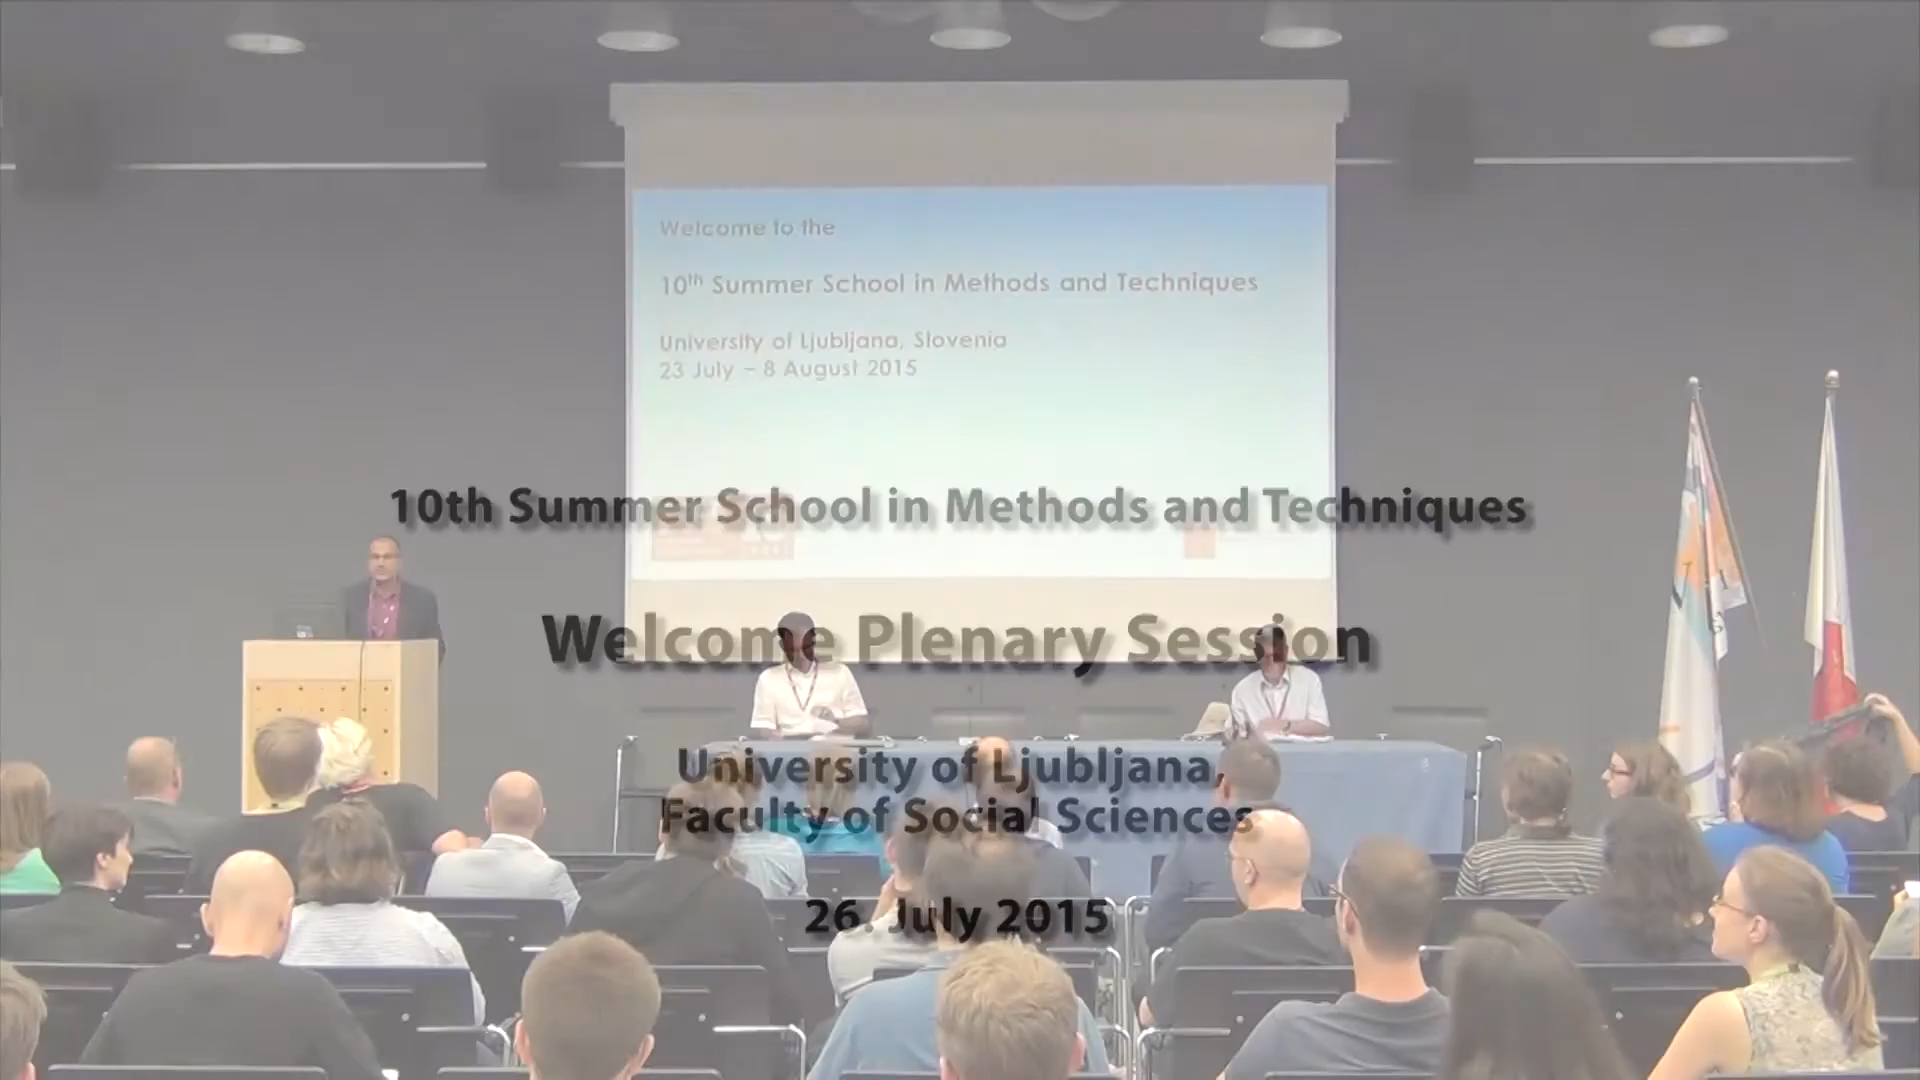 Welcome to the
10th Summer School in Methods and Techniques
University of Ljubljana, Slovenia
23 July – 8 August 2015
10th Summer School in Methods and Techniques
Welcome Plenary Session
University of Ljubljana,
Faculty of Social Sciences
26. July 2015